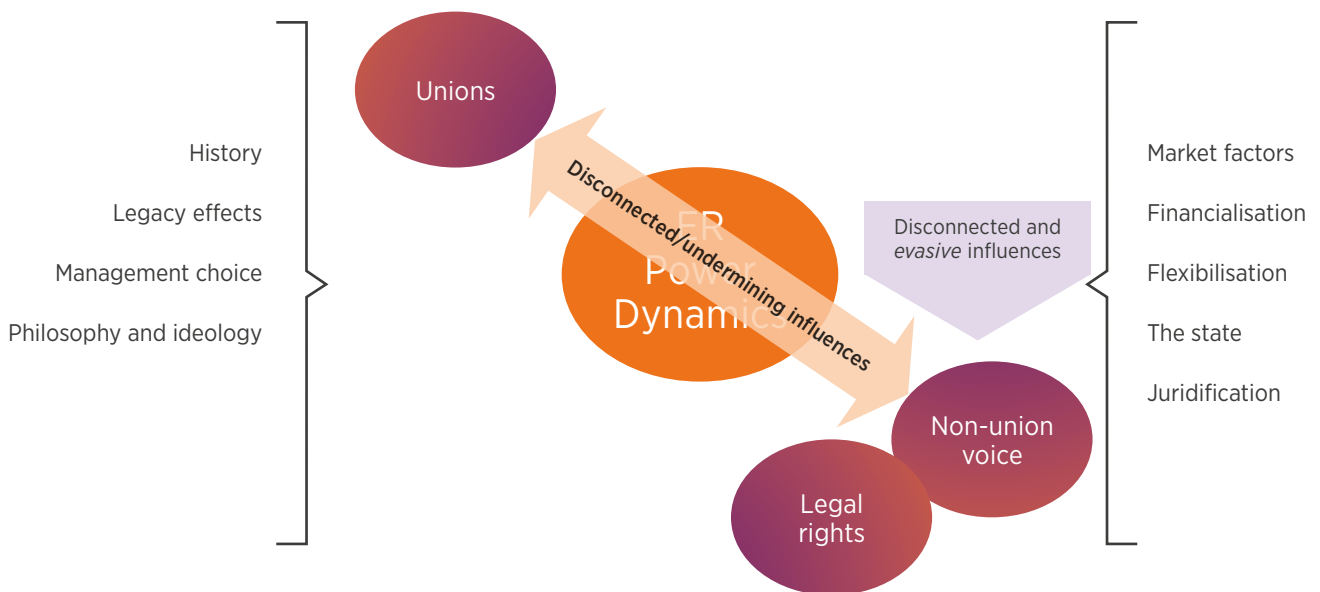 History
Legacy effects
Management choice
Philosophy and ideology
Unions
Disconnected/undermining influences
ER
Power
Dynamics
Disconnected and
evasive influences
Non-union
voice
Legal
rights
Market factors
Financialisation
Flexibilisation
The state
Juridification